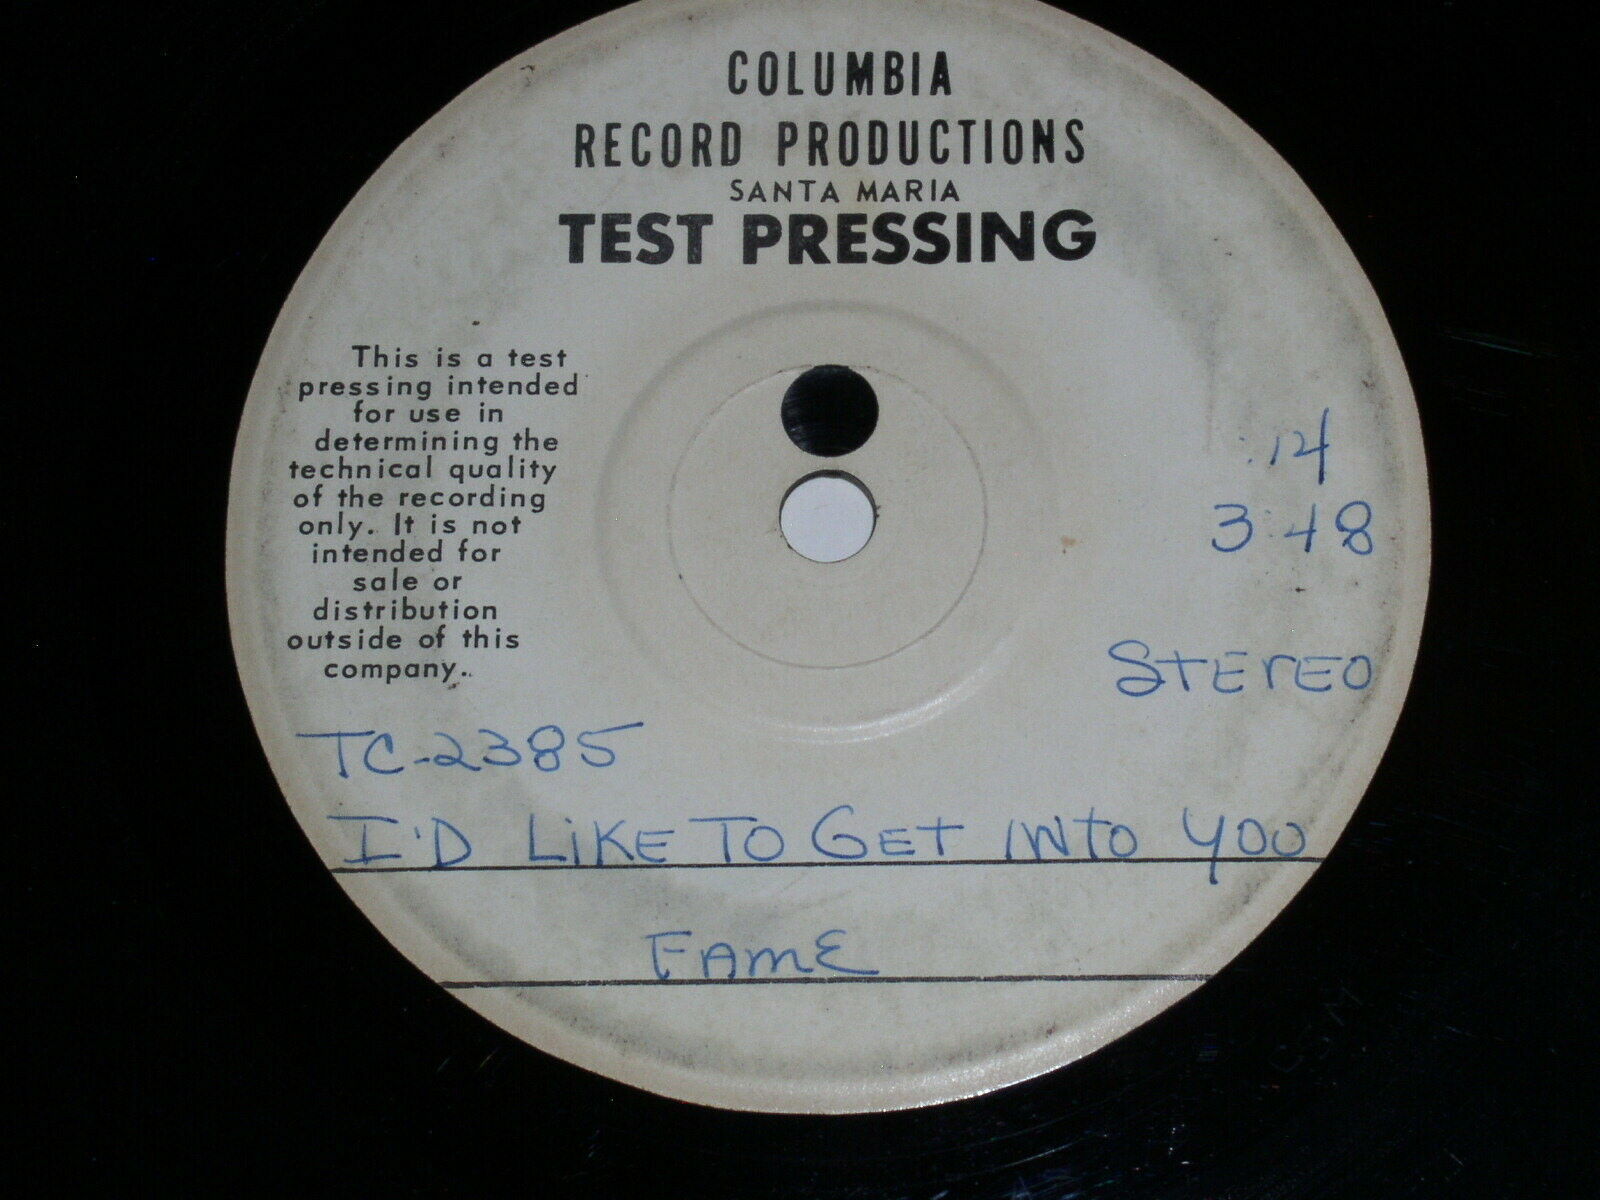 COLUMBIA
RECORD PRODUCTIONS
SANTA MARIA
TEST PRESSING
This is a test
pressing intended
for use in
determining the
technical quality
of the recording
only. It is not
intended for
sale or
distribution
outside of this
company.
:14
3:48
STEREO
TC-2385
I'D LiKE TO GET INTO YOU
FAME